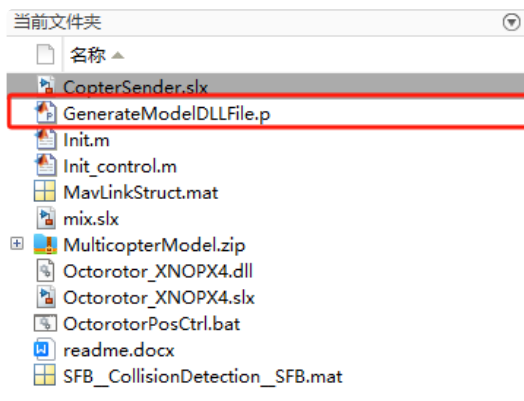 当前文件夹
名称
CopterSender.slx
GenerateModelDLLFile.p
Init.m
Init_control.m
MavLinkStruct.mat
mix.slx
MulticopterModel.zip
Octorotor_XNOPX4.dll
Octorotor_XNOPX4.slx
OctorotorPosCtrl.bat
readme.docx
SFB__CollisionDetection__SFB.mat